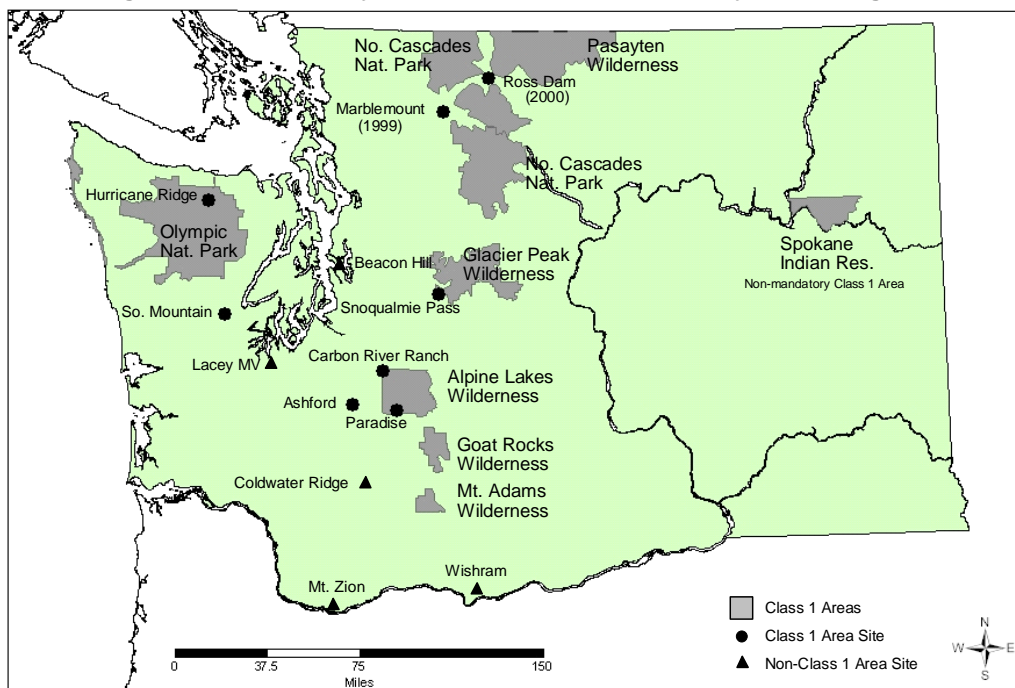 No. Cascades
Nat. Park
Pasayten
Wilderness
Ross Dam
(2000)
Marblemount
(1999)
No. Cascades
Nat. Park
Hurricane Ridge
Olympic
Nat. Park
Beacon Hill
Glacier Peak
Wilderness
Spokane
Indian Res.
Non-mandatory Class 1 Area
Snoqualmie Pass
So. Mountain
Lacey MV
Carbon River Ranch
Alpine Lakes
Wilderness
Ashford
Paradise
Goat Rocks
Wilderness
Coldwater Ridge
Mt. Adams
Wilderness
Wishram
Mt. Zion
Class 1 Areas
Class 1 Area Site
Non-Class 1 Area Site
N
W E
S
0 37.5 75 150
Miles